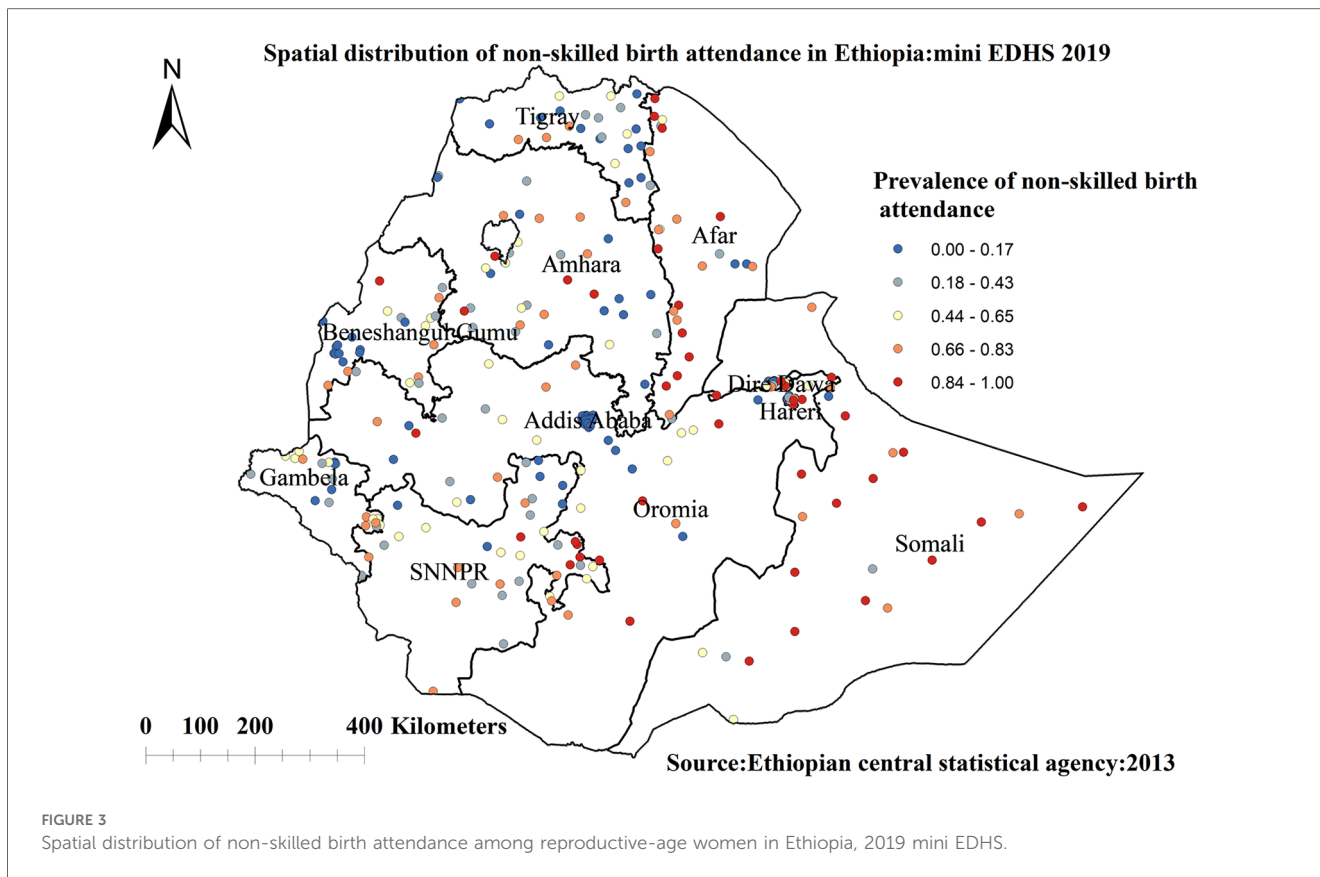 Spatial distribution of non-skilled birth attendance in Ethiopia:mini EDHS 2019
N
Tigray
Prevalence of non-skilled birth
attendance
0.00 - 0.17
0.18 - 0.43
0.44 - 0.65
0.66 - 0.83
0.84 - 1.00
Afar
Amhara
Beneshangul Gumu
Dire Dawa
Hareri
Addis Ababa
Gambela
Oromia
Somali
SNNPR
0 100 200 400 Kilometers
Source:Ethiopian central statistical agency:2013
FIGURE 3
Spatial distribution of non-skilled birth attendance among reproductive-age women in Ethiopia, 2019 mini EDHS.